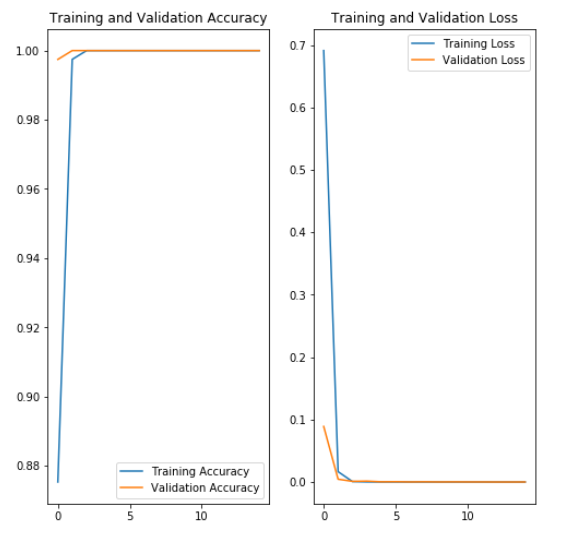 Training and Validation Accuracy
1.00
0.98
0.96
0.94
0.92
0.90
0.88
Training Accuracy
Validation Accuracy
0 5 10
Training and Validation Loss
0.7
0.6
0.5
0.4
0.3
0.2
0.1
0.0
Training Loss
Validation Loss
0 5 10